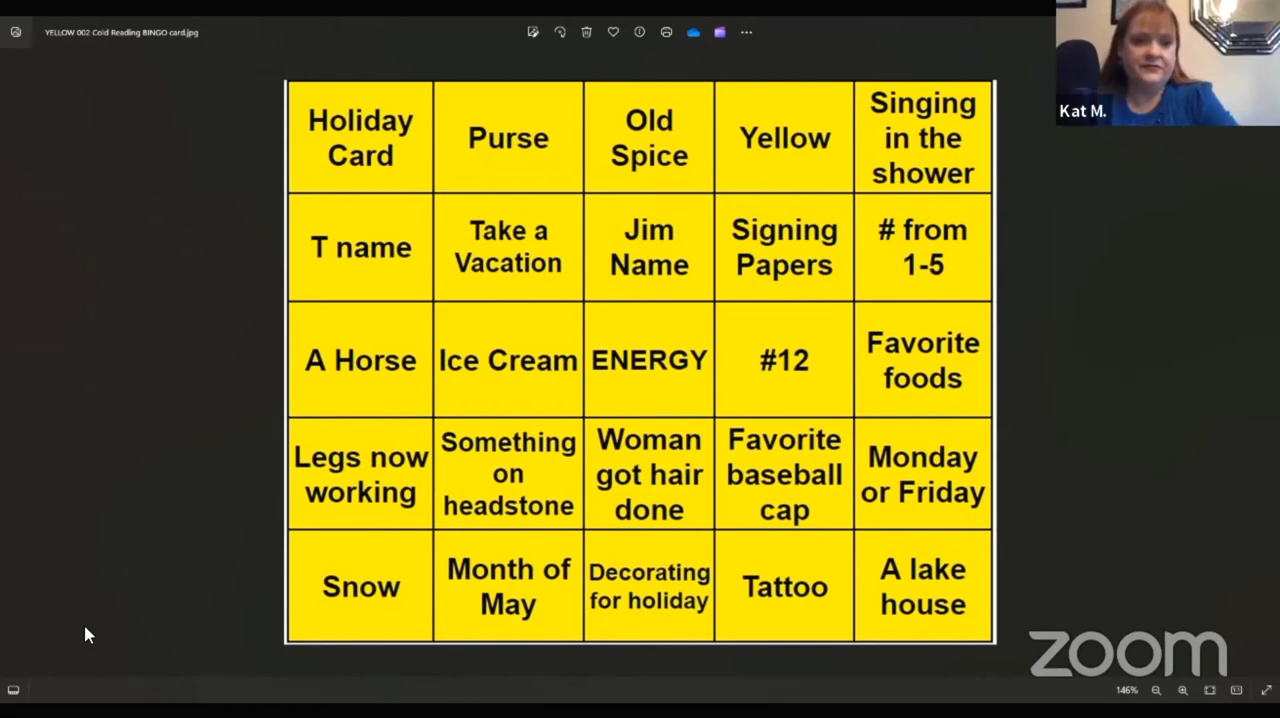 YELLOW 002 Cold Reading BINGO card.jpg
Kat M.
Holiday
Card
Purse
Old
Spice
Yellow
Singing
in the
shower
T name
Take a
Vacation
Jim
Name
Signing
Papers
# from
1-5
A Horse
Ice Cream
ENERGY
#12
Favorite
foods
Legs now
working
Something
on
headstone
Woman
got hair
done
Favorite
baseball
cap
Monday
or Friday
Snow
Month of
May
Decorating
for holiday
Tattoo
A lake
house
zoom
146%